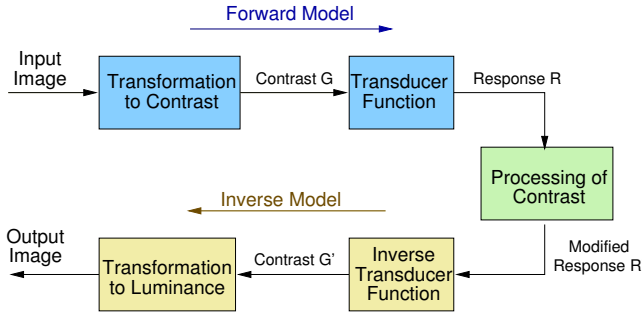 Forward Model
Input
Image
Transformation
to Contrast
Contrast G
Transducer
Function
Response R
Processing of
Contrast
Inverse Model
Output
Image
Transformation
to Luminance
Contrast G'
Inverse
Transducer
Function
Modified
Response R